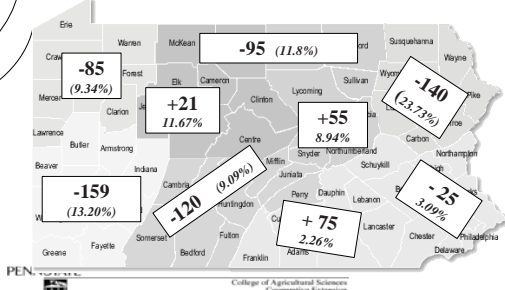 Erie
Warren
McKean
Susquehanna
-95 (11.8%)
Wayne
-85
(9.34%)
Forest
Elk
Cameron
Sullivan
-140
(23.73%)
Pike
Clarion
+21
11.67%
Clinton
Lycoming
+55
8.94%
Carbon
Lawrence
Butler
Armstrong
Centre
Snyder
Northumberland
Northampton
Schuylkill
Beaver
Indiana
Mifflin
Juniata
-159
(13.20%)
Cambria
-120 (9.09%)
Huntingdon
Perry
Dauphin
Lebanon
- 25
3.09%
+ 75
2.26%
Lancaster
Chester
Philadelphia
Delaware
Greene
Fayette
Somerset
Bedford
Fulton
Franklin
Adams
College of Agricultural Sciences
Cooperative Extension